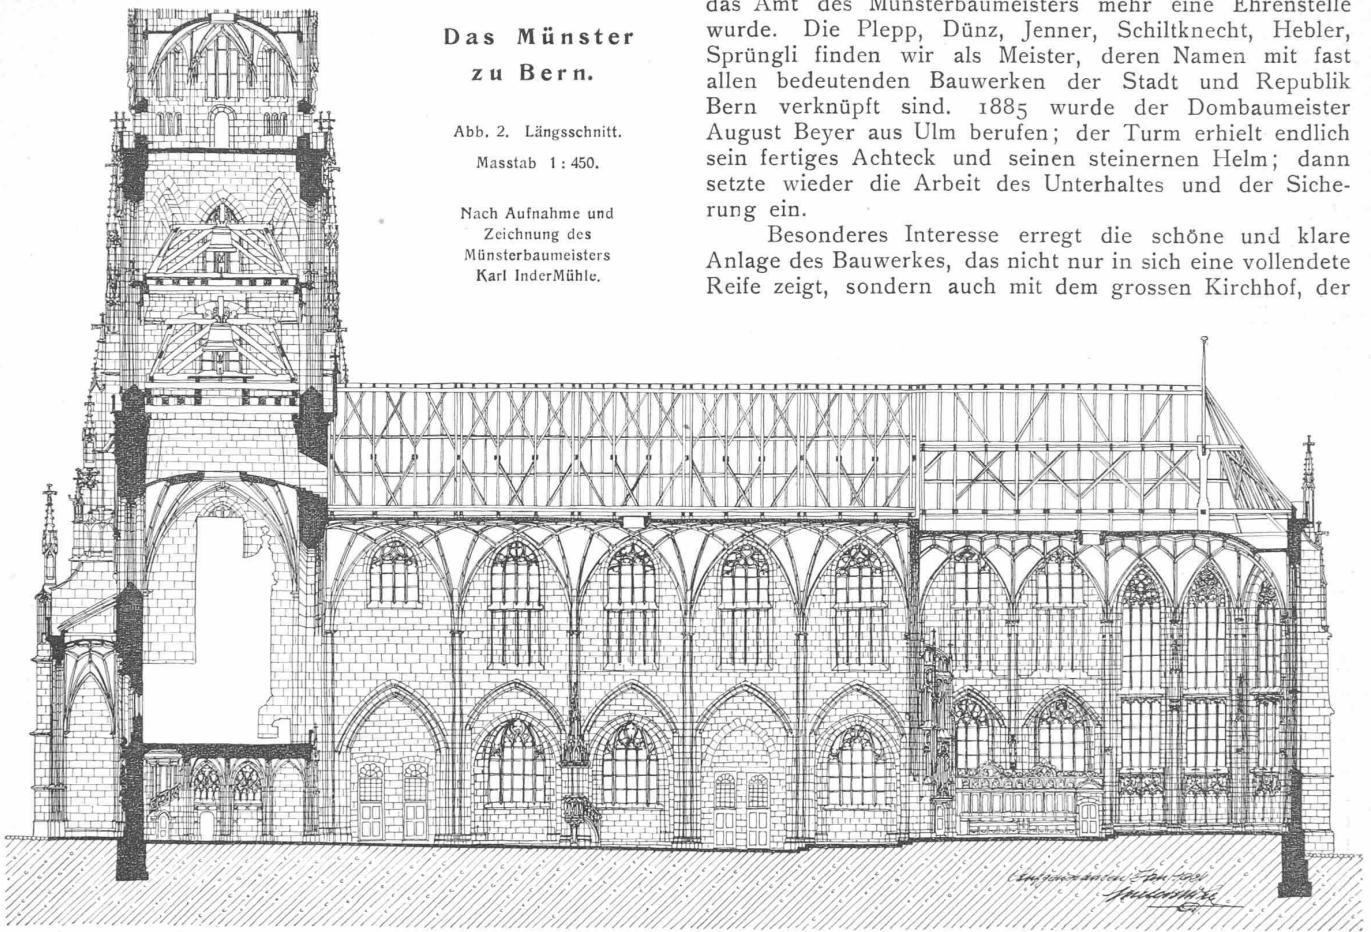 Das Münster
zu Bern.
Abb. 2. Längsschnitt.
Masstab 1 : 450.
Nach Aufnahme und
Zeichnung des
Münsterbaumeisters
Karl InderMühle.
das Amt des Münsterbaumeisters mehr eine Ehrenstelle
wurde. Die Plepp, Dünz, Jenner, Schiltknecht, Hebler,
Sprüngli finden wir als Meister, deren Namen mit fast
allen bedeutenden Bauwerken der Stadt und Republik
Bern verknüpft sind. 1885 wurde der Dombaumeister
August Beyer aus Ulm berufen; der Turm erhielt endlich
sein fertiges Achteck und seinen steinernen Helm; dann
setzte wieder die Arbeit des Unterhaltes und der Siche-
rung ein.
Besonderes Interesse erregt die schöne und klare
Anlage des Bauwerkes, das nicht nur in sich eine vollendete
Reife zeigt, sondern auch mit dem grossen Kirchhof, der